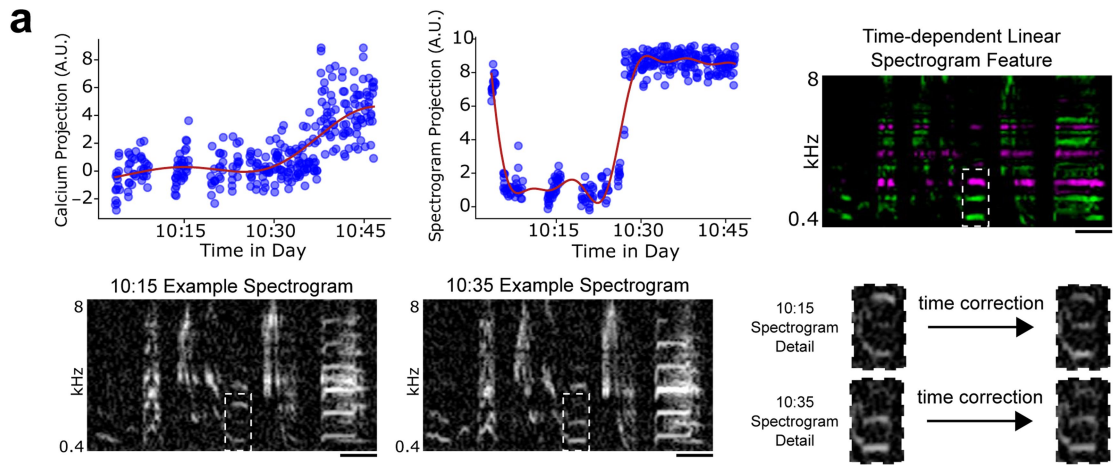 a
Calcium Projection (A.U.)
8
6
4
2
0
−2
10:15 10:30 10:45
Time in Day
Spectrogram Projection (A.U.)
10
8
6
4
2
0
10:15 10:30 10:45
Time in Day
Time-dependent Linear
Spectrogram Feature
8
kHz
0.4
10:15 Example Spectrogram
8
kHz
0.4
10:35 Example Spectrogram
8
kHz
0.4
10:15
Spectrogram
Detail
time correction
10:35
Spectrogram
Detail
time correction